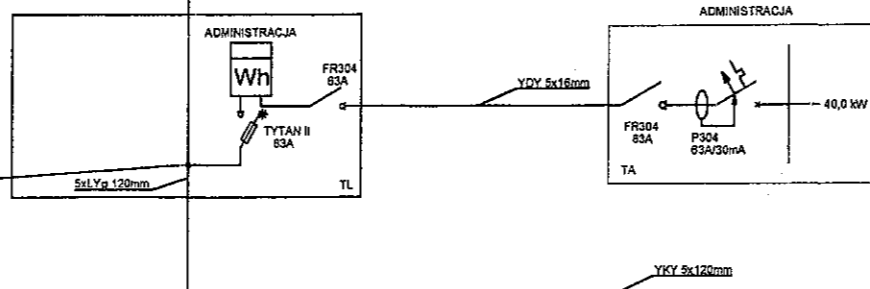 ADMINISTRACJA
ADMINISTRACJA
Wh
FR304
63A
YDY 5x16mm
TYTAN II
63A
FR304
63A
P304
63A/30mA
40,0 kW
5xLYg 120mm
TL
TA
YKY 5x120mm